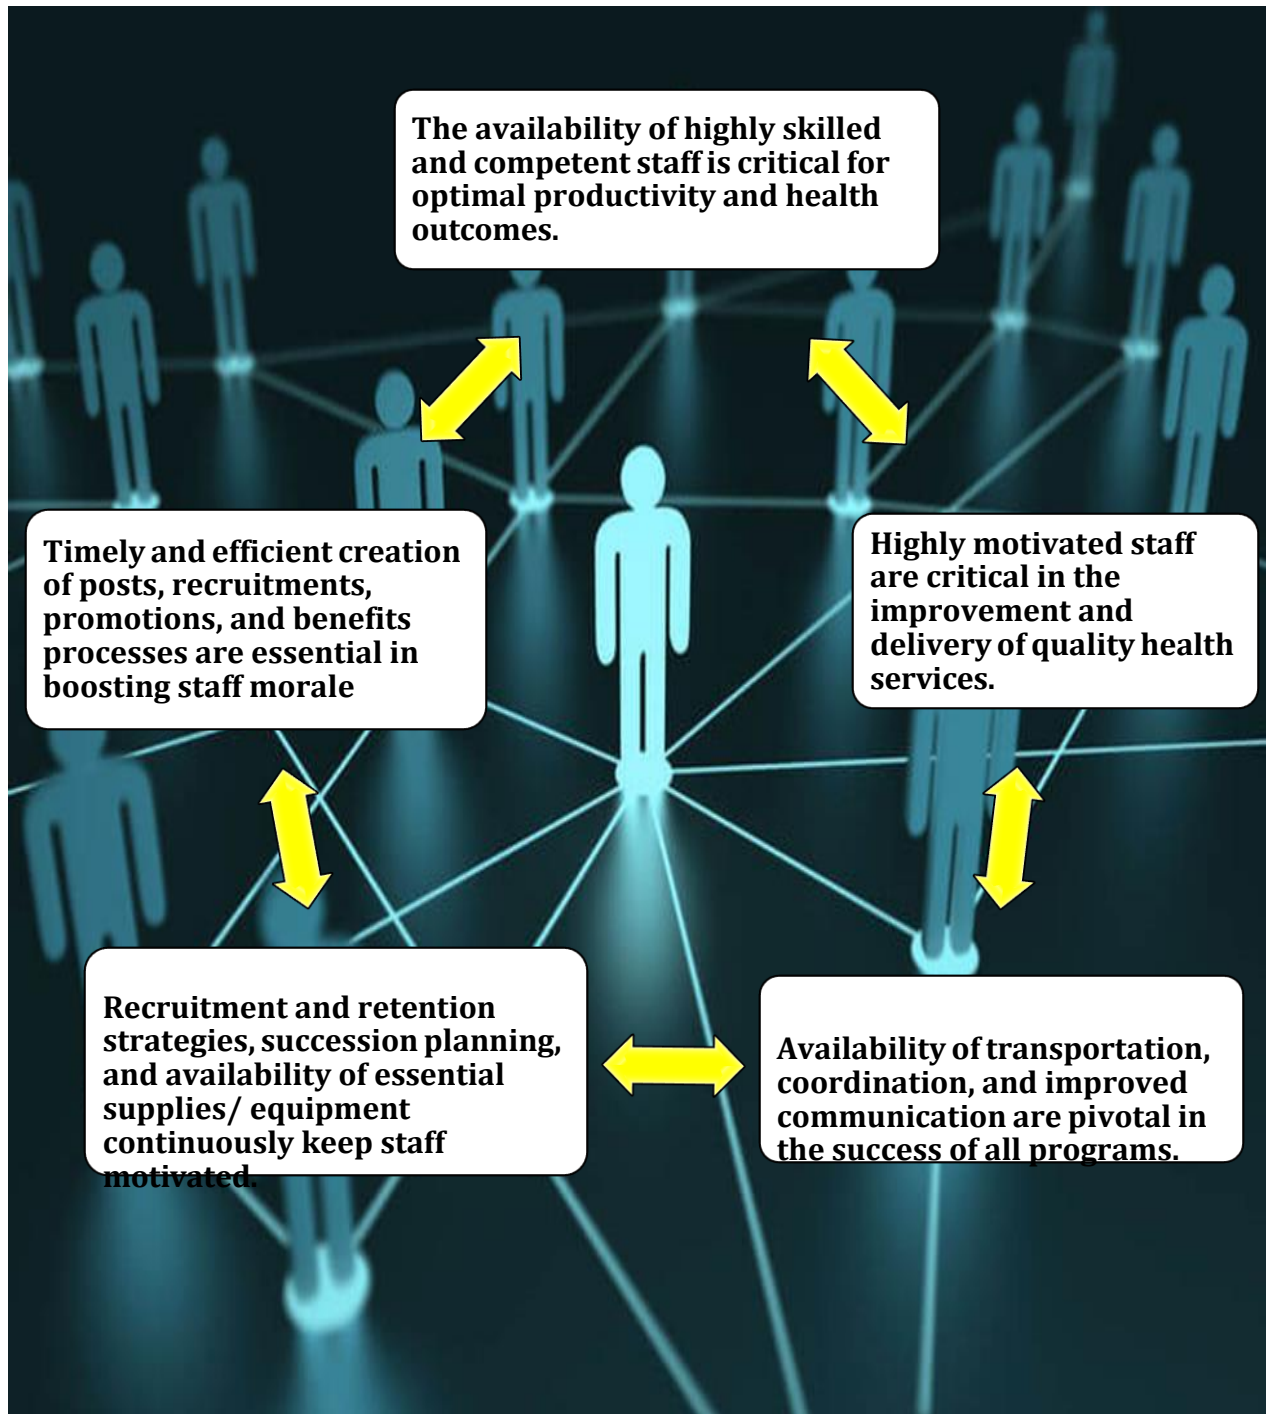 The availability of highly skilled
and competent staff is critical for
optimal productivity and health
outcomes.
Timely and efficient creation
of posts, recruitments,
promotions, and benefits
processes are essential in
boosting staff morale
Highly motivated staff
are critical in the
improvement and
delivery of quality health
services.
Recruitment and retention
strategies, succession planning,
and availability of essential
supplies/ equipment
continuously keep staff
motivated.
Availability of transportation,
coordination, and improved
communication are pivotal in
the success of all programs.